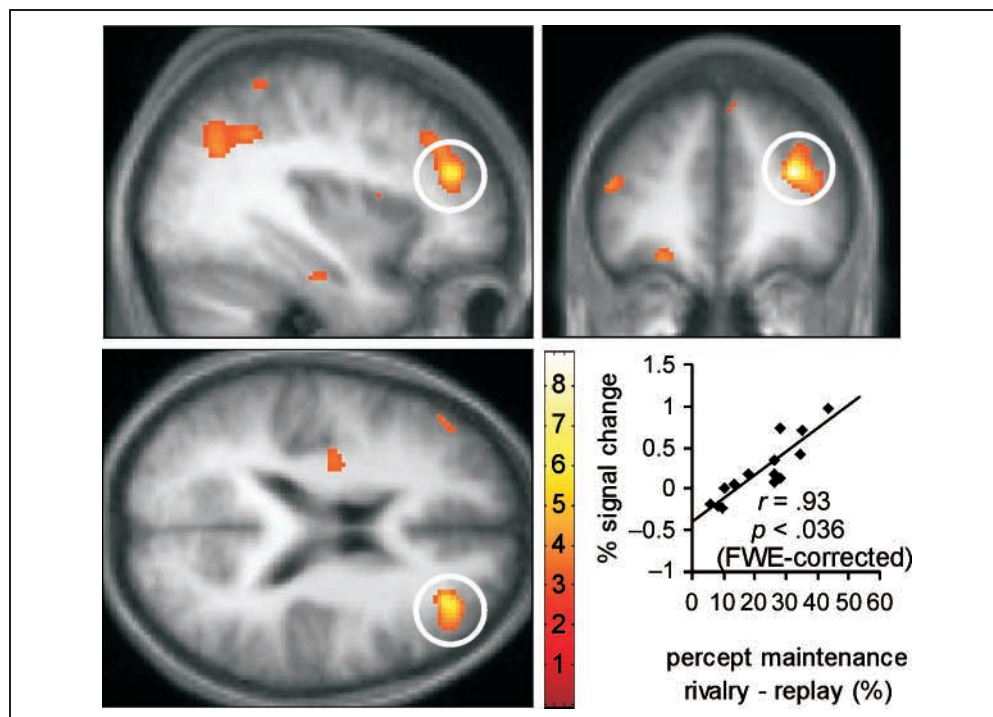 8
7
6
5
4
3
2
1
% signal change
1.5
1
0.5
0
–0.5
–1
r = .93
p < .036
(FWE-corrected)
0 10 20 30 40 50 60
percept maintenance
rivalry - replay (%)